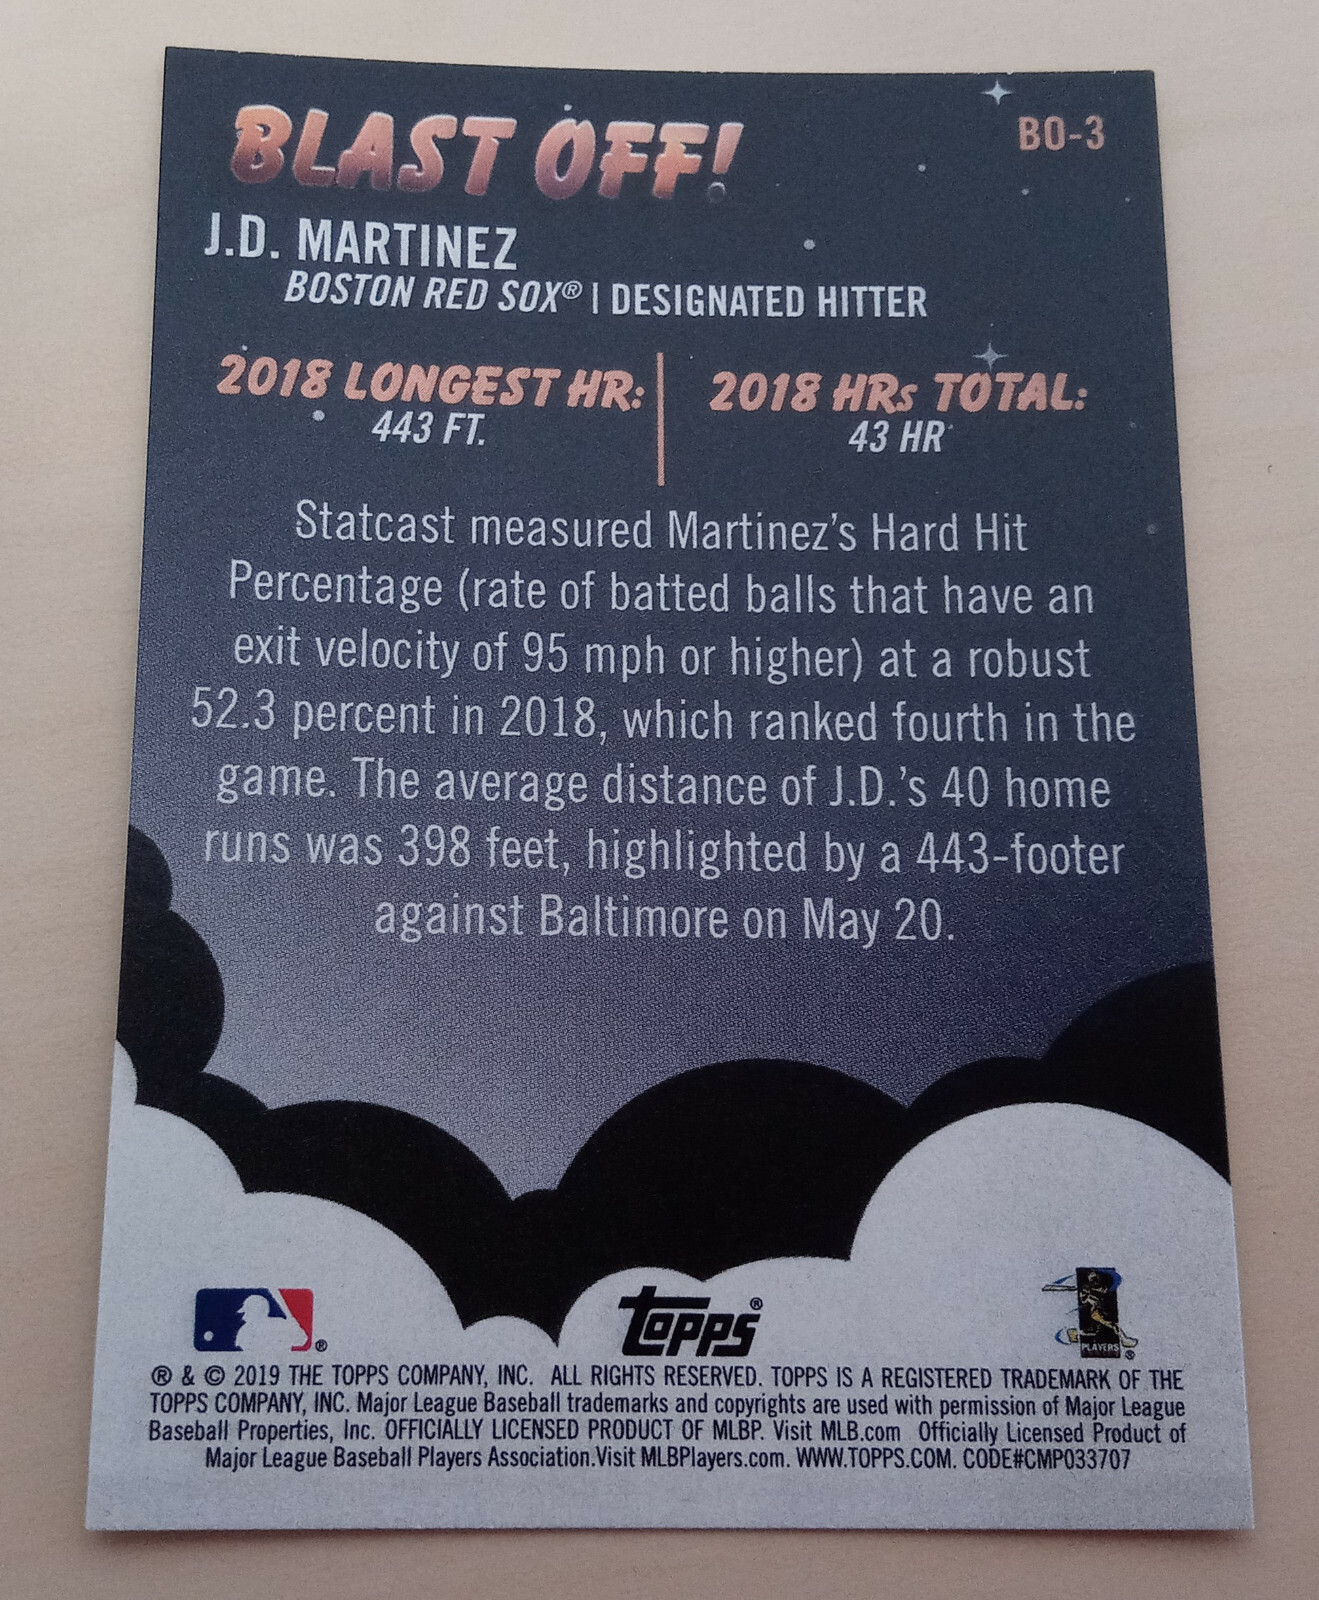 BLAST OFF!
BO-3
J.D. MARTINEZ
BOSTON RED SOX® | DESIGNATED HITTER
2018 LONGEST HR:
443 FT.
2018 HRs TOTAL:
43 HR
Statcast measured Martinez's Hard Hit
Percentage (rate of batted balls that have an
exit velocity of 95 mph or higher) at a robust
52.3 percent in 2018, which ranked fourth in the
game. The average distance of J.D.'s 40 home
runs was 398 feet, highlighted by a 443-footer
against Baltimore on May 20.
®
topps®
PLAYERS ®
® & © 2019 THE TOPPS COMPANY, INC. ALL RIGHTS RESERVED. TOPPS IS A REGISTERED TRADEMARK OF THE
TOPPS COMPANY, INC. Major League Baseball trademarks and copyrights are used with permission of Major League
Baseball Properties, Inc. OFFICIALLY LICENSED PRODUCT OF MLBP. Visit MLB.com Officially Licensed Product of
Major League Baseball Players Association.Visit MLBPlayers.com. WWW.TOPPS.COM. CODE#CMP033707